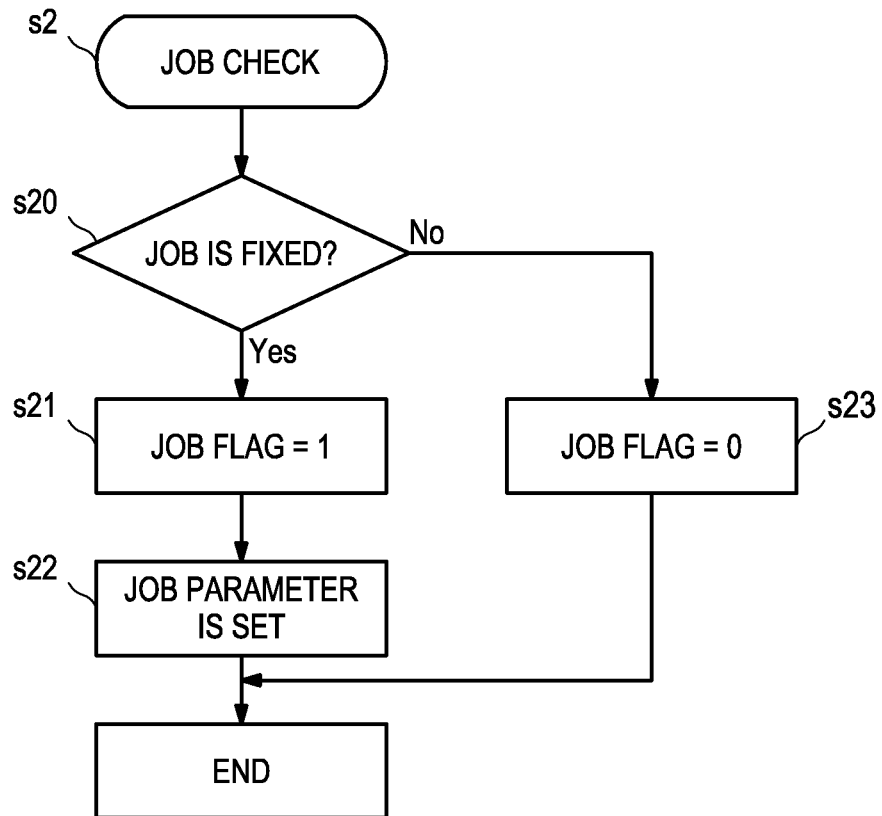 s2
JOB CHECK
s20
JOB IS FIXED?
No
Yes
s21
JOB FLAG = 1
JOB FLAG = 0
s23
s22
JOB PARAMETER
IS SET
END